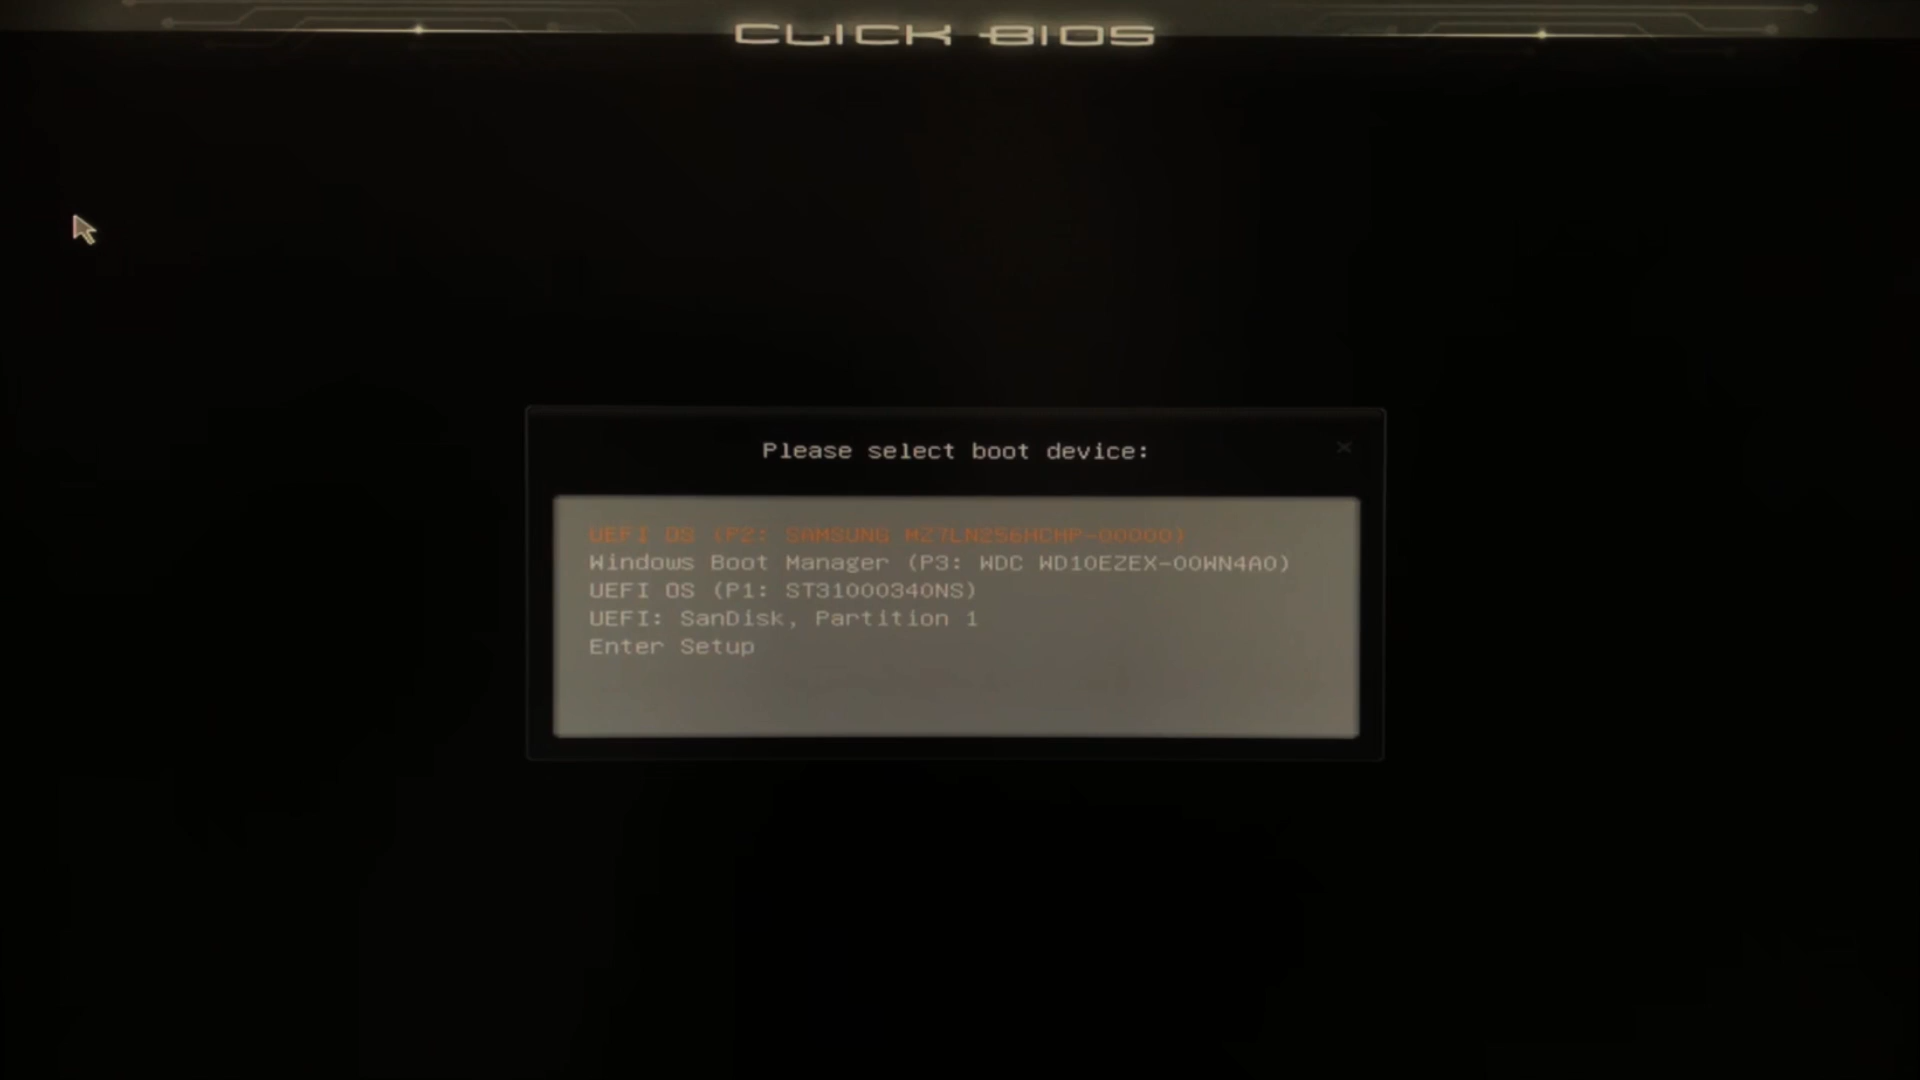 CLICK BIOS
Please select boot device:
UEFI OS (P2: SAMSUNG MZ7LN256HCHP-00000)
Windows Boot Manager (P3: WDC WD10EZEX-00WN4A0)
UEFI OS (P1: ST31000340NS)
UEFI: SanDisk, Partition 1
Enter Setup